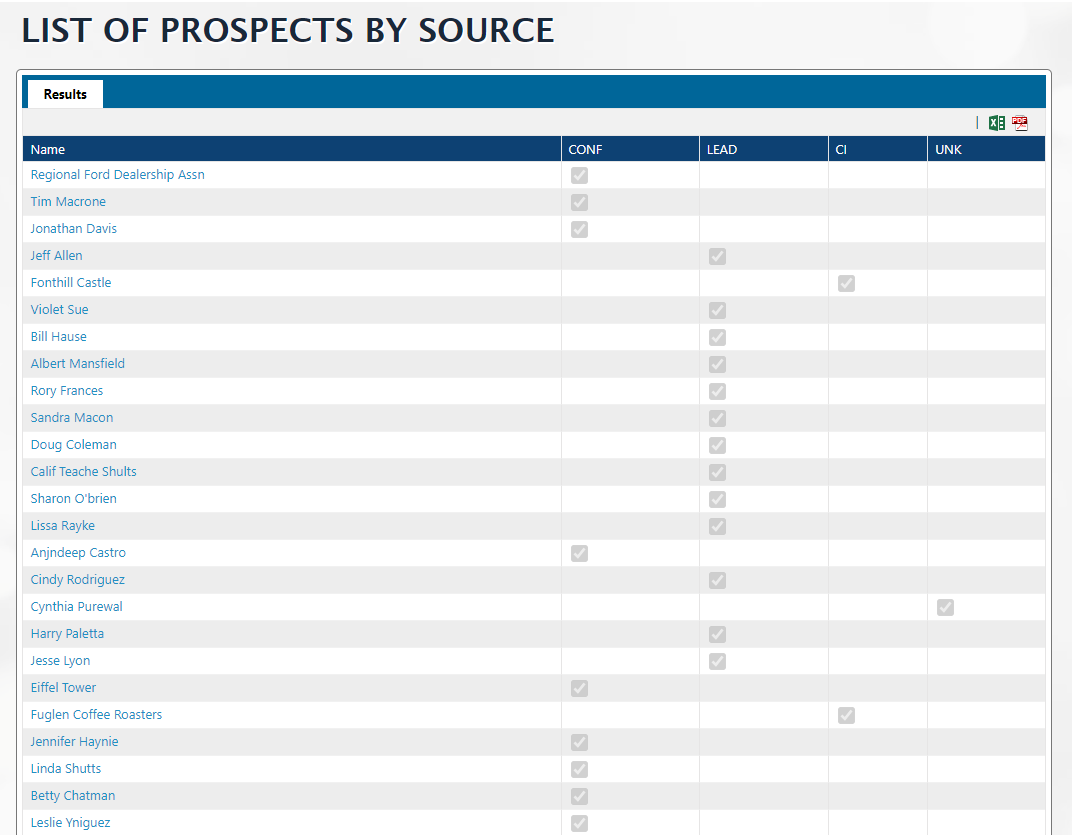 LIST OF PROSPECTS BY SOURCE
Results
PDF
Name CONF LEAD CI UNK
Regional Ford Dealership Assn
Tim Macrone
Jonathan Davis
Jeff Allen
Fonthill Castle
Violet Sue
Bill Hause
Albert Mansfield
Rory Frances
Sandra Macon
Doug Coleman
Calif Teache Shults
Sharon O'brien
Lissa Rayke
Anjndeep Castro
Cindy Rodriguez
Cynthia Purewal
Harry Paletta
Jesse Lyon
Eiffel Tower
Fuglen Coffee Roasters
Jennifer Haynie
Linda Shutts
Betty Chatman
Leslie Yniguez